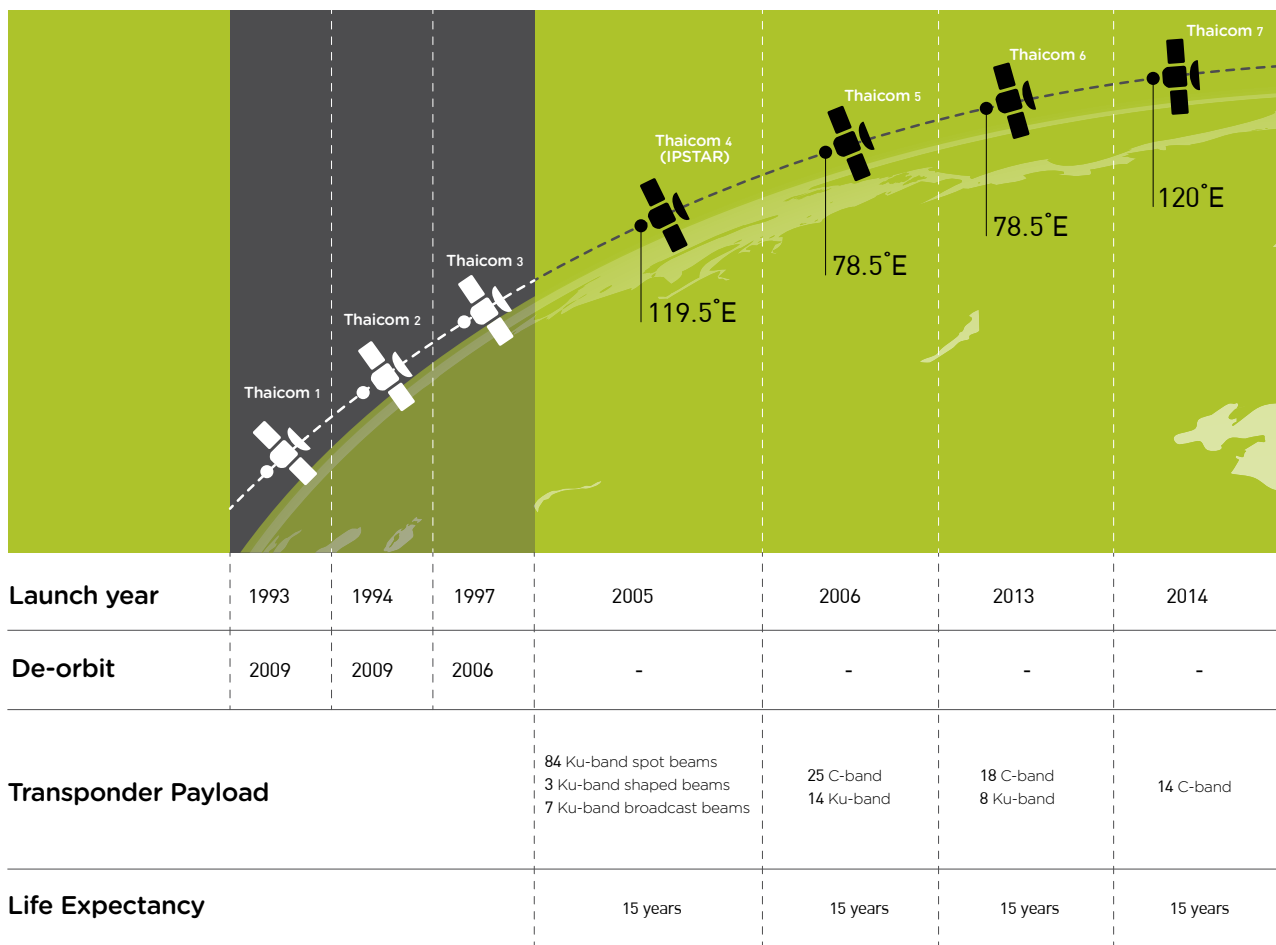 Thaicom 7
Thaicom 6
Thaicom 5
Thaicom 4
(IPSTAR)
120°E
78.5°E
78.5°E
Thaicom 3
119.5°E
Thaicom 2
Thaicom 1
Launch year 1993 1994 1997 2005 2006 2013 2014
De-orbit 2009 2009 2006 - - - -
Transponder Payload
84 Ku-band spot beams
3 Ku-band shaped beams
7 Ku-band broadcast beams
25 C-band
14 Ku-band
18 C-band
8 Ku-band
14 C-band
Life Expectancy 15 years 15 years 15 years 15 years